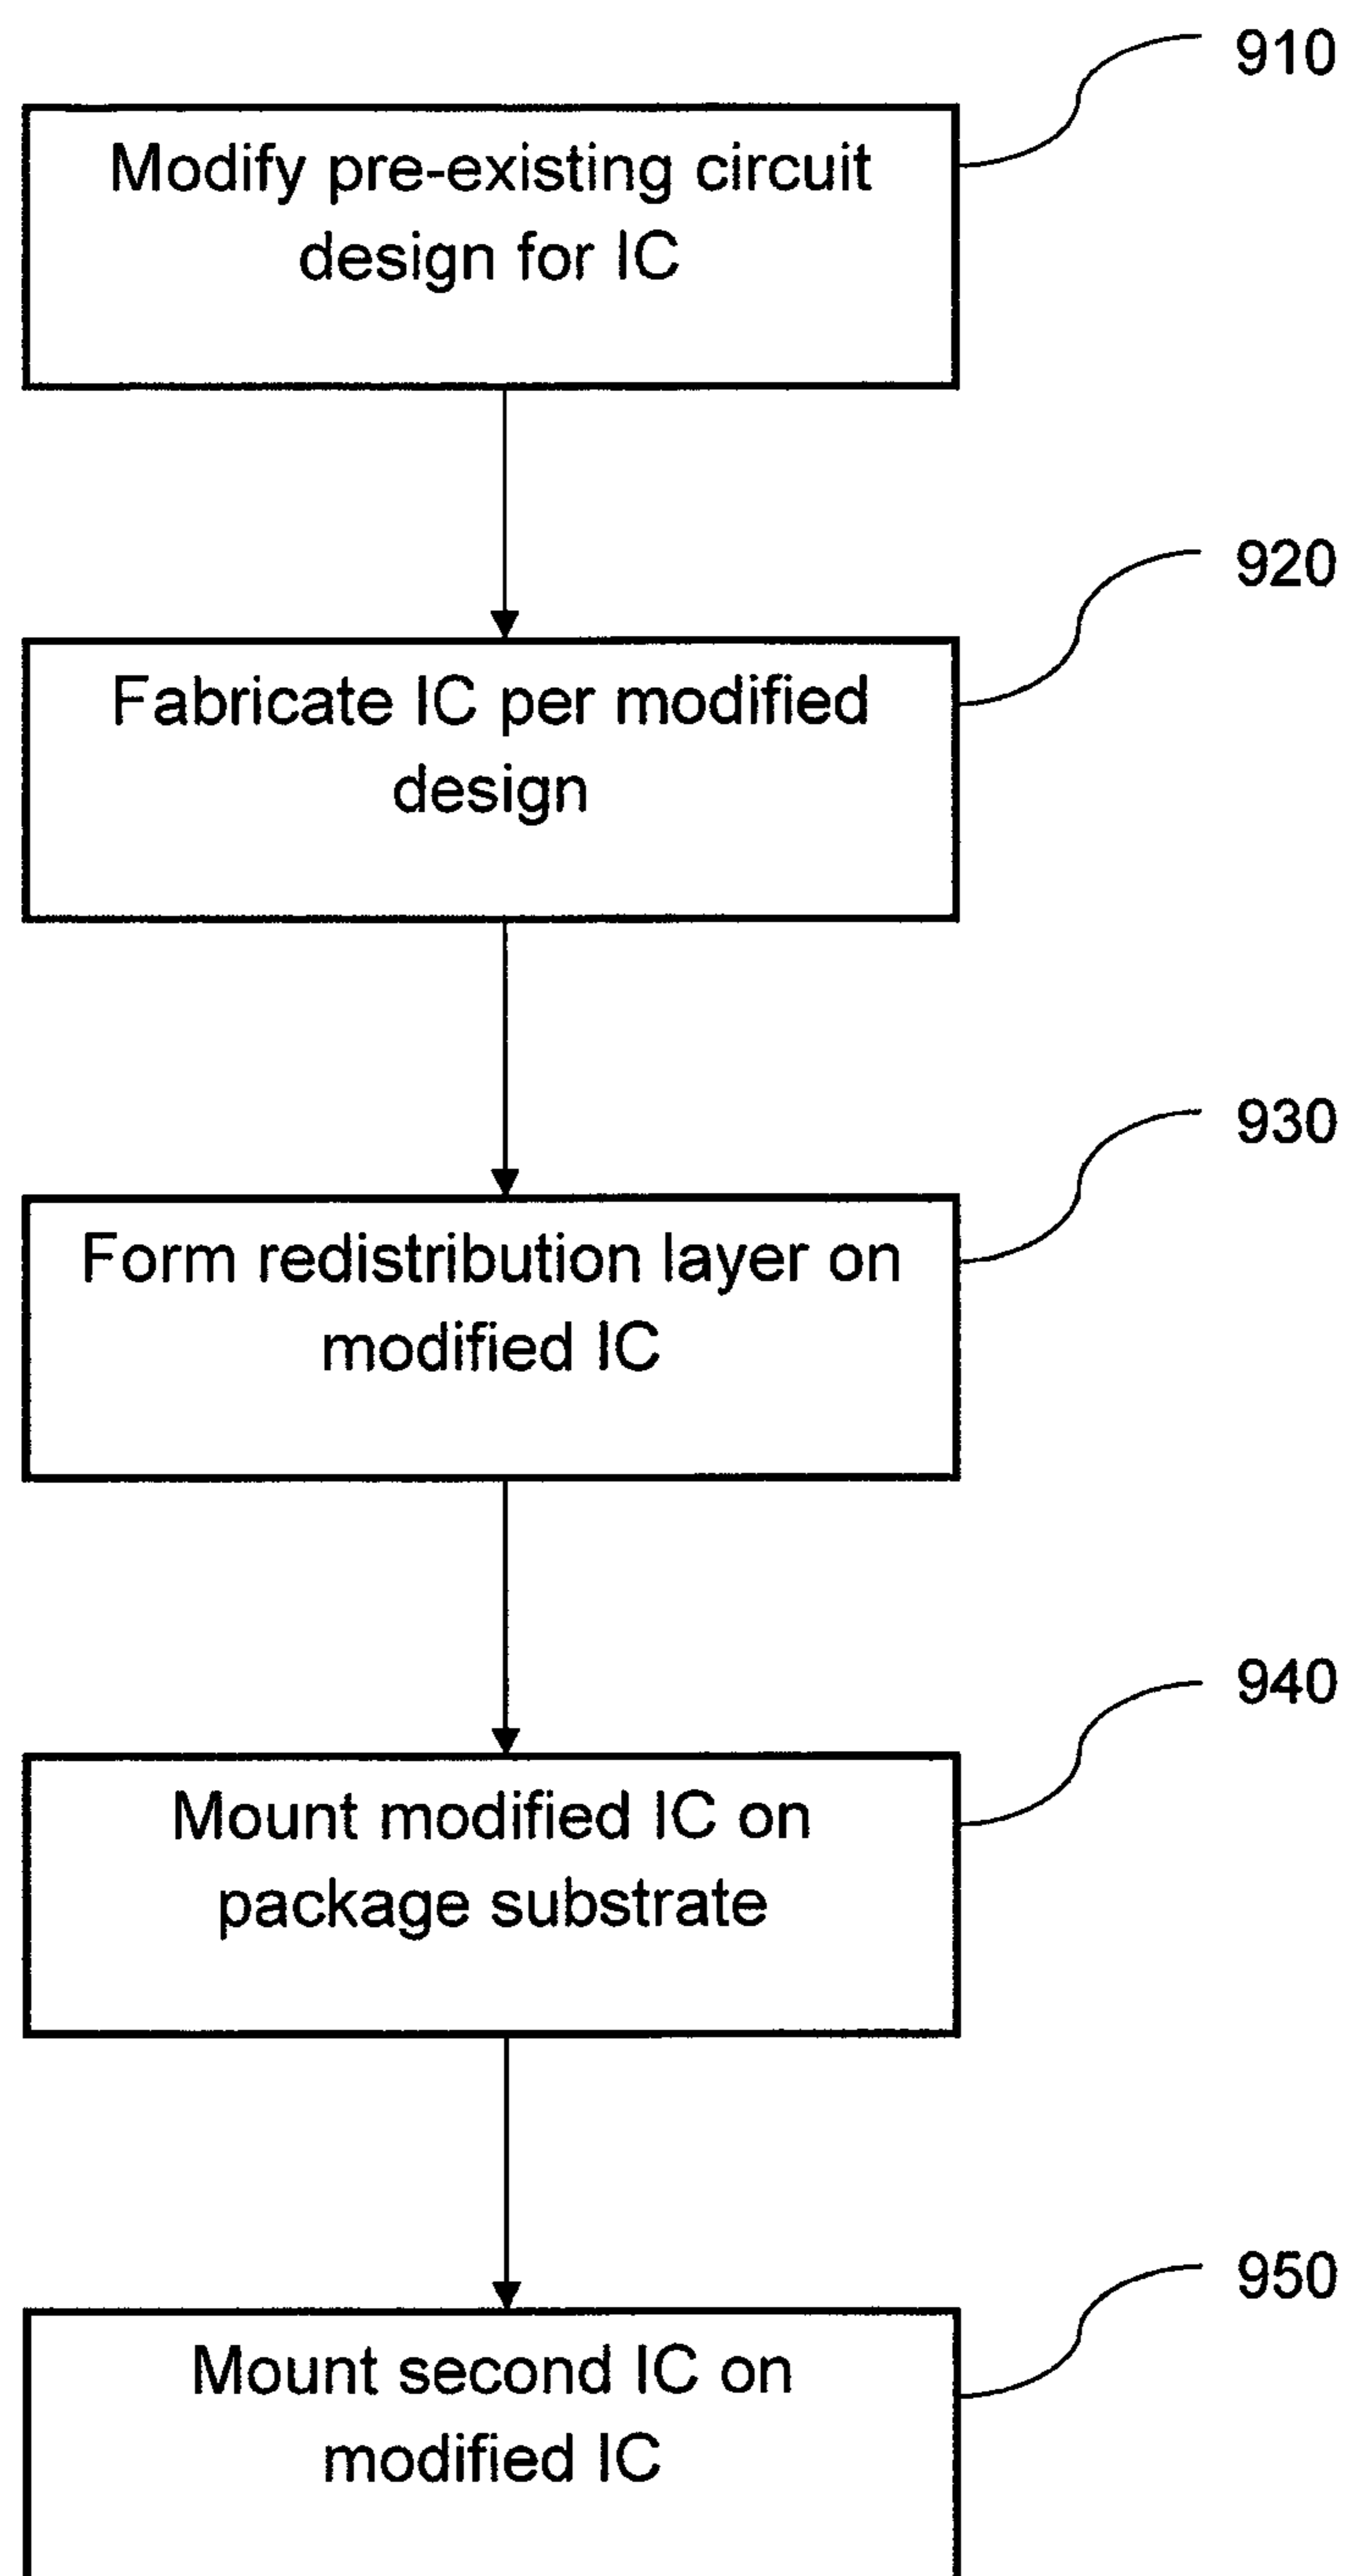 910
Modify pre-existing circuit
design for IC
920
Fabricate IC per modified
design
930
Form redistribution layer on
modified IC
940
Mount modified IC on
package substrate
950
Mount second IC on
modified IC